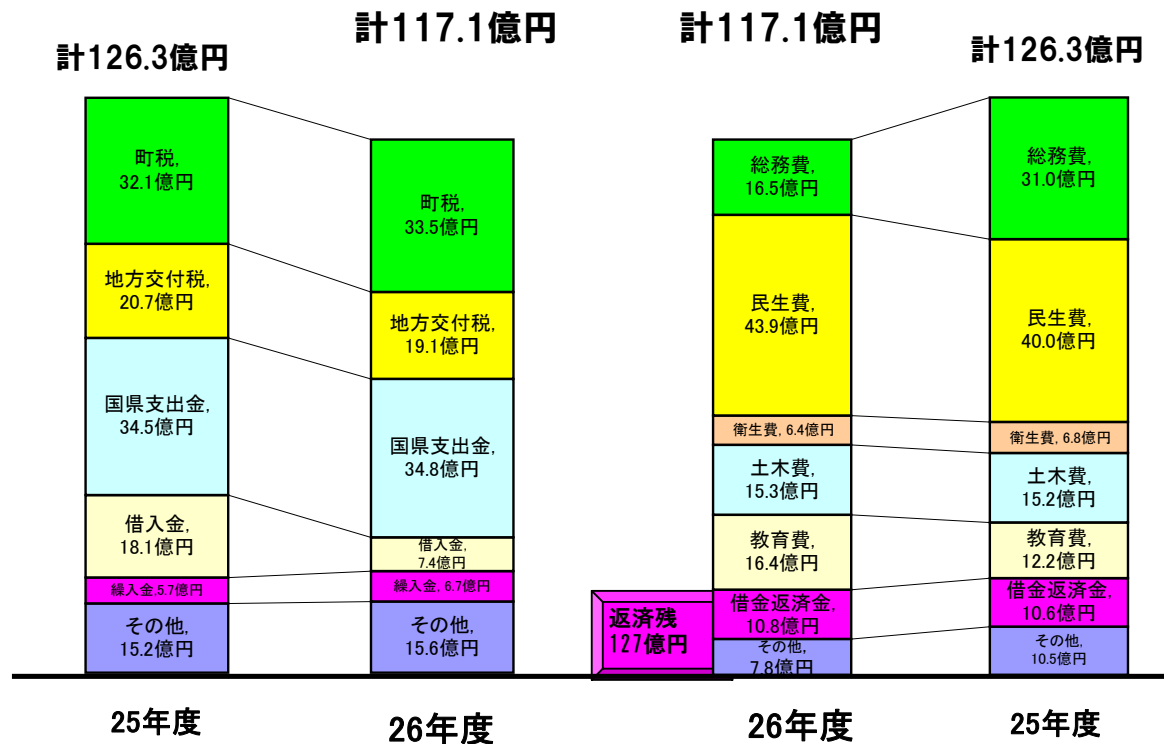 計126.3億円
町税,
32.1億円
地方交付税,
20.7億円
国県支出金,
34.5億円
借入金,
18.1億円
繰入金,5.7億円
その他,
15.2億円
25年度
計117.1億円
町税,
33.5億円
地方交付税,
19.1億円
国県支出金,
34.8億円
借入金,
7.4億円
繰入金, 6.7億円
その他,
15.6億円
26年度
計117.1億円
総務費,
16.5億円
民生費,
43.9億円
衛生費, 6.4億円
土木費,
15.3億円
教育費,
16.4億円
借金返済金,
10.8億円
その他,
7.8億円
返済残
127億円
26年度
計126.3億円
総務費,
31.0億円
民生費,
40.0億円
衛生費, 6.8億円
土木費,
15.2億円
教育費,
12.2億円
借金返済金,
10.6億円
その他,
10.5億円
25年度